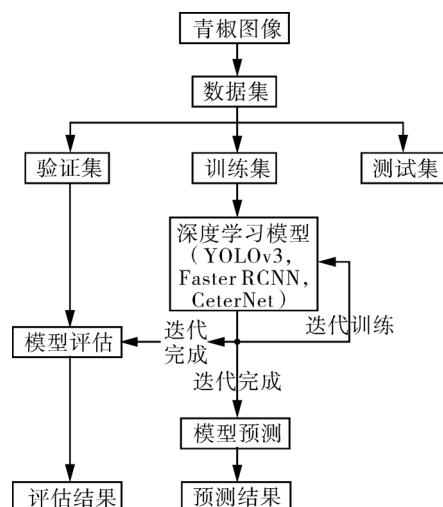 青椒图像
数据集
验证集
训练集
测试集
深度学习模型
（YOLOv3，
Faster RCNN，
CeterNet）
迭代训练
迭代
完成
模型评估
迭代完成
模型预测
评估结果
预测结果